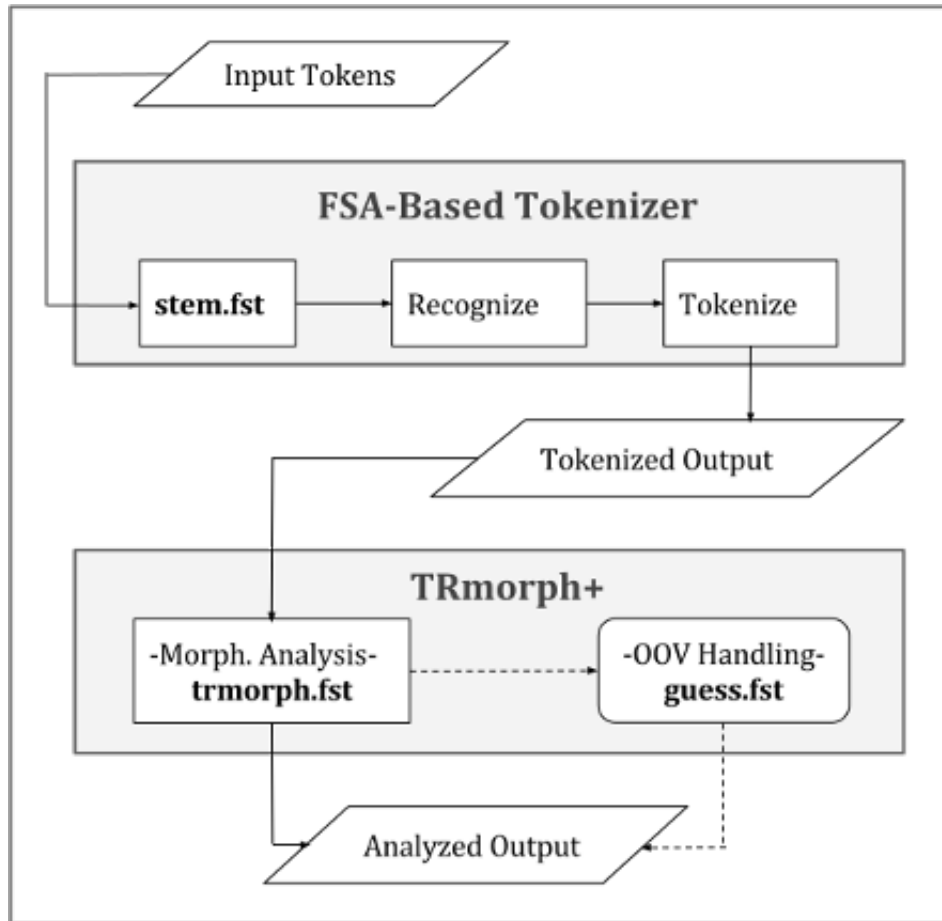 Input Tokens
FSA-Based Tokenizer
stem.fst
Recognize
Tokenize
Tokenized Output
TRmorph+
-Morph. Analysis-
trmorph.fst
-OOV Handling-
guess.fst
Analyzed Output